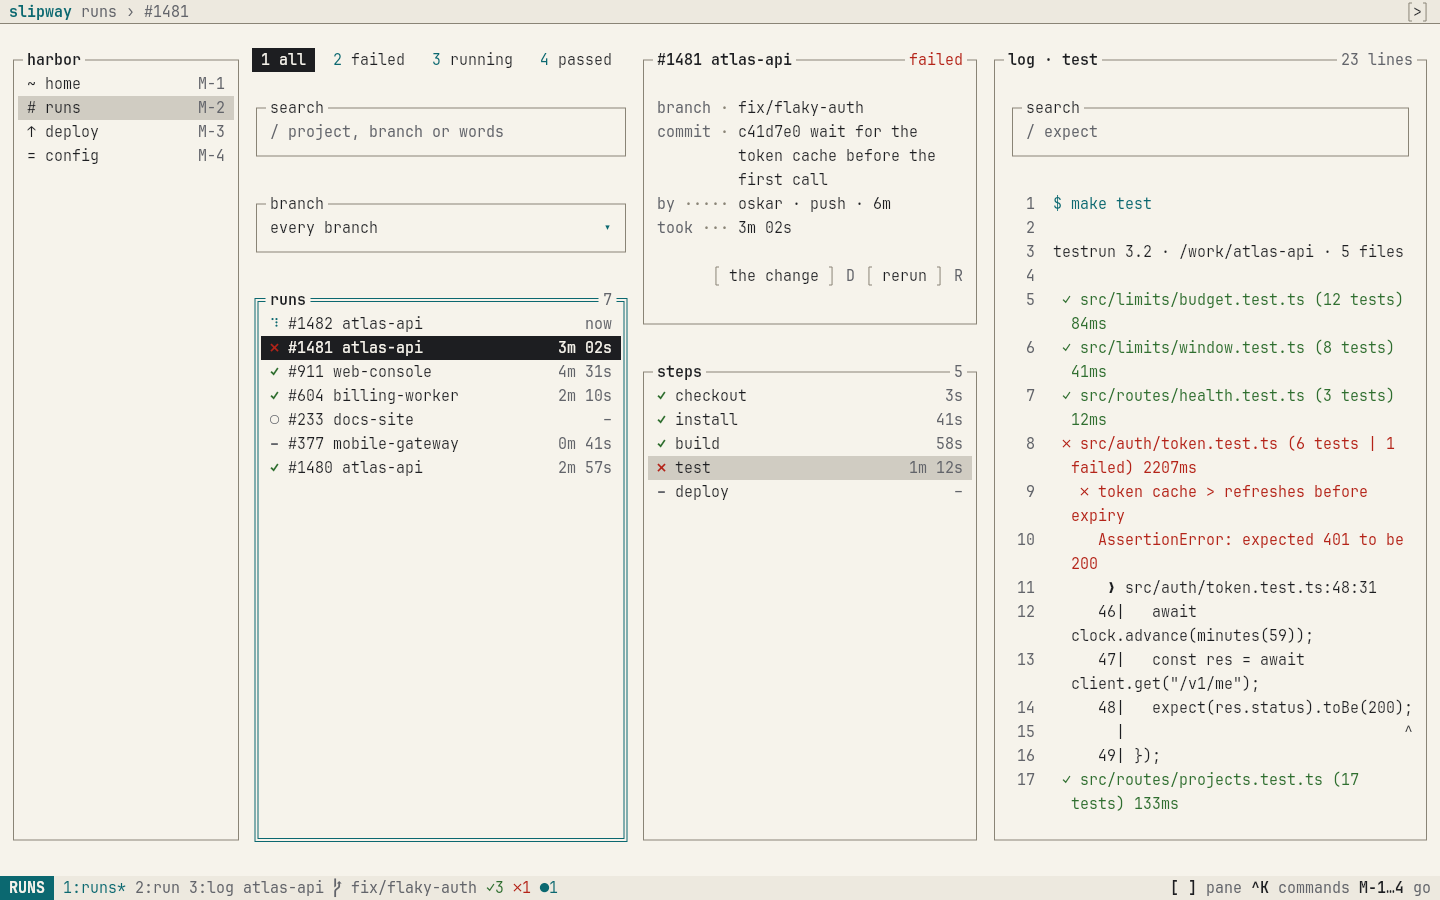 slipway runs › #1481 [>]
harbor
~ home M-1
# runs M-2
↑ deploy M-3
= config M-4
1 all 2 failed 3 running 4 passed
search
/ project, branch or words
branch
every branch ▾
runs 7
#1482 atlas-api now
✕ #1481 atlas-api 3m 02s
✓ #911 web-console 4m 31s
✓ #604 billing-worker 2m 10s
○ #233 docs-site –
– #377 mobile-gateway 0m 41s
✓ #1480 atlas-api 2m 57s
#1481 atlas-api failed
branch · fix/flaky-auth
commit · c41d7e0 wait for the
token cache before the
first call
by ····· oskar · push · 6m
took ··· 3m 02s
[ the change ] D [ rerun ] R
steps 5
✓ checkout 3s
✓ install 41s
✓ build 58s
✕ test 1m 12s
– deploy –
log · test 23 lines
search
/ expect
1 $ make test
2
3 testrun 3.2 · /work/atlas-api · 5 files
4
5 ✓ src/limits/budget.test.ts (12 tests)
84ms
6 ✓ src/limits/window.test.ts (8 tests)
41ms
7 ✓ src/routes/health.test.ts (3 tests)
12ms
8 ✕ src/auth/token.test.ts (6 tests | 1
failed) 2207ms
9 ✕ token cache > refreshes before
expiry
10 AssertionError: expected 401 to be
200
11 ❯ src/auth/token.test.ts:48:31
12 46| await
clock.advance(minutes(59));
13 47| const res = await
client.get("/v1/me");
14 48| expect(res.status).toBe(200);
15 | ^
16 49| });
17 ✓ src/routes/projects.test.ts (17
tests) 133ms
RUNS 1:runs* 2:run 3:log atlas-api fix/flaky-auth ✓3 ✕1 ●1 [ ] pane ^K commands M-1…4 go